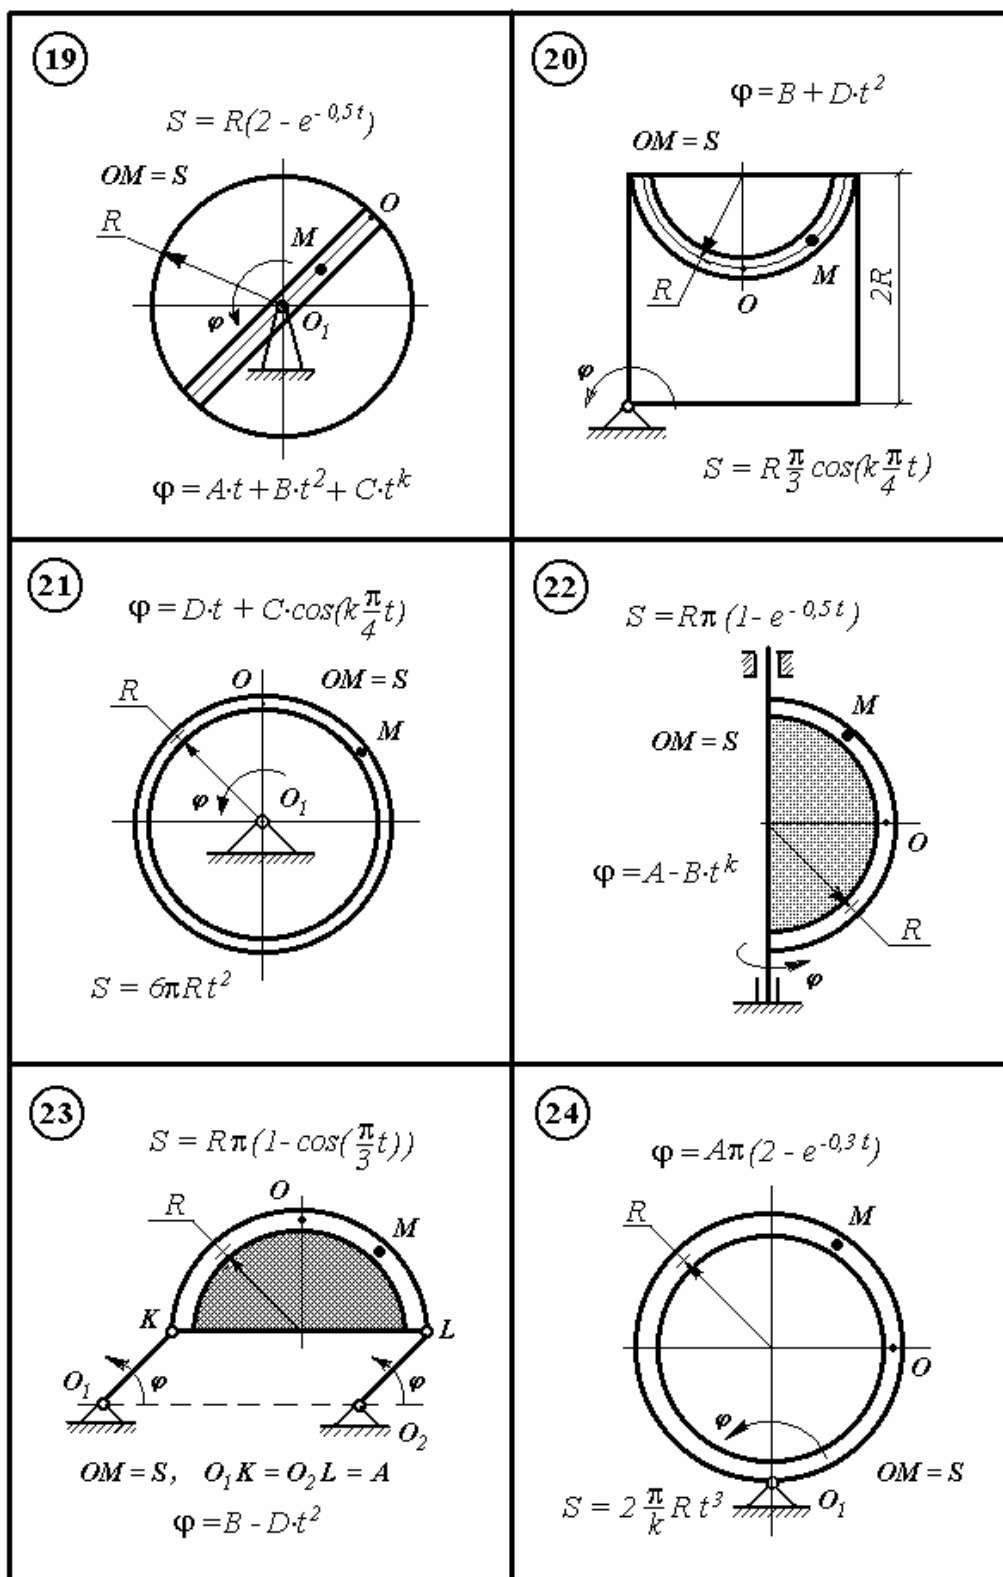 19
S = R(2 - e^{-0,5t})
OM = S
R
O
M
φ
O₁
φ = A·t + B·t² + C·t^k
20
φ = B + D·t²
OM = S
R
O
M
2R
φ
S = R π/3 cos(k π/4 t)
21
φ = D·t + C·cos(k π/4 t)
O
OM = S
R
M
φ
O₁
S = 6πRt²
22
S = Rπ(1 - e^{-0,5t})
M
OM = S
O
φ = A - B·t^k
R
φ
23
S = Rπ(1 - cos(π/3 t))
O
R
M
K
L
O₁
φ
φ
O₂
OM = S, O₁K = O₂L = A
φ = B - D·t²
24
φ = Aπ(2 - e^{-0,3t})
R
M
O
φ
OM = S
S = 2 π/k R t³
O₁